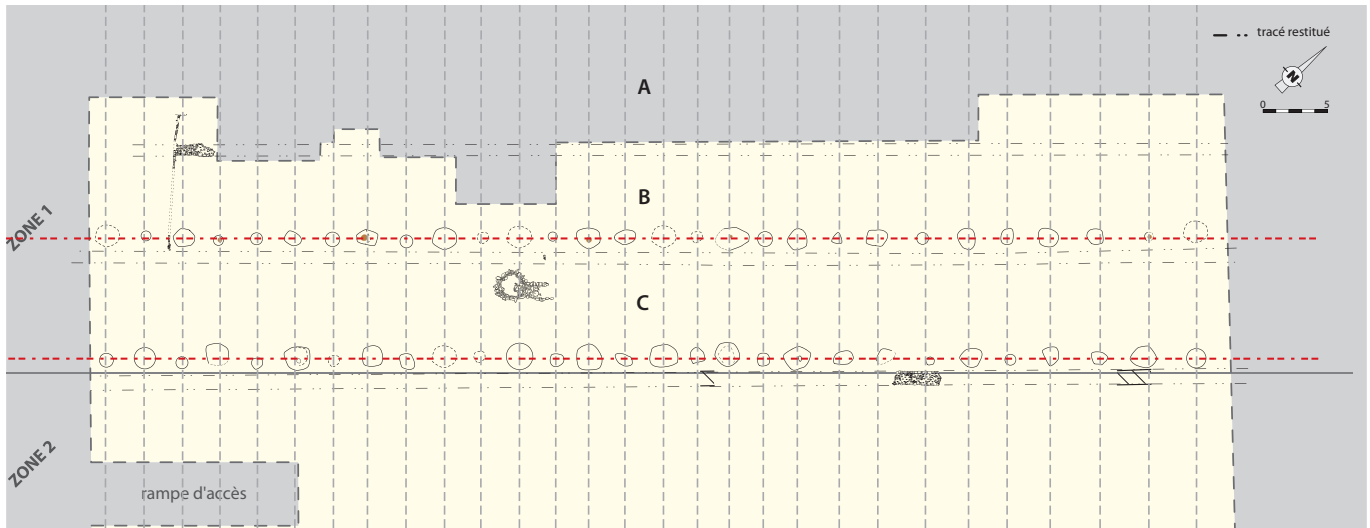 tracé restitué
N
0 5
A
B
ZONE 1
C
ZONE 2
rampe d'accès